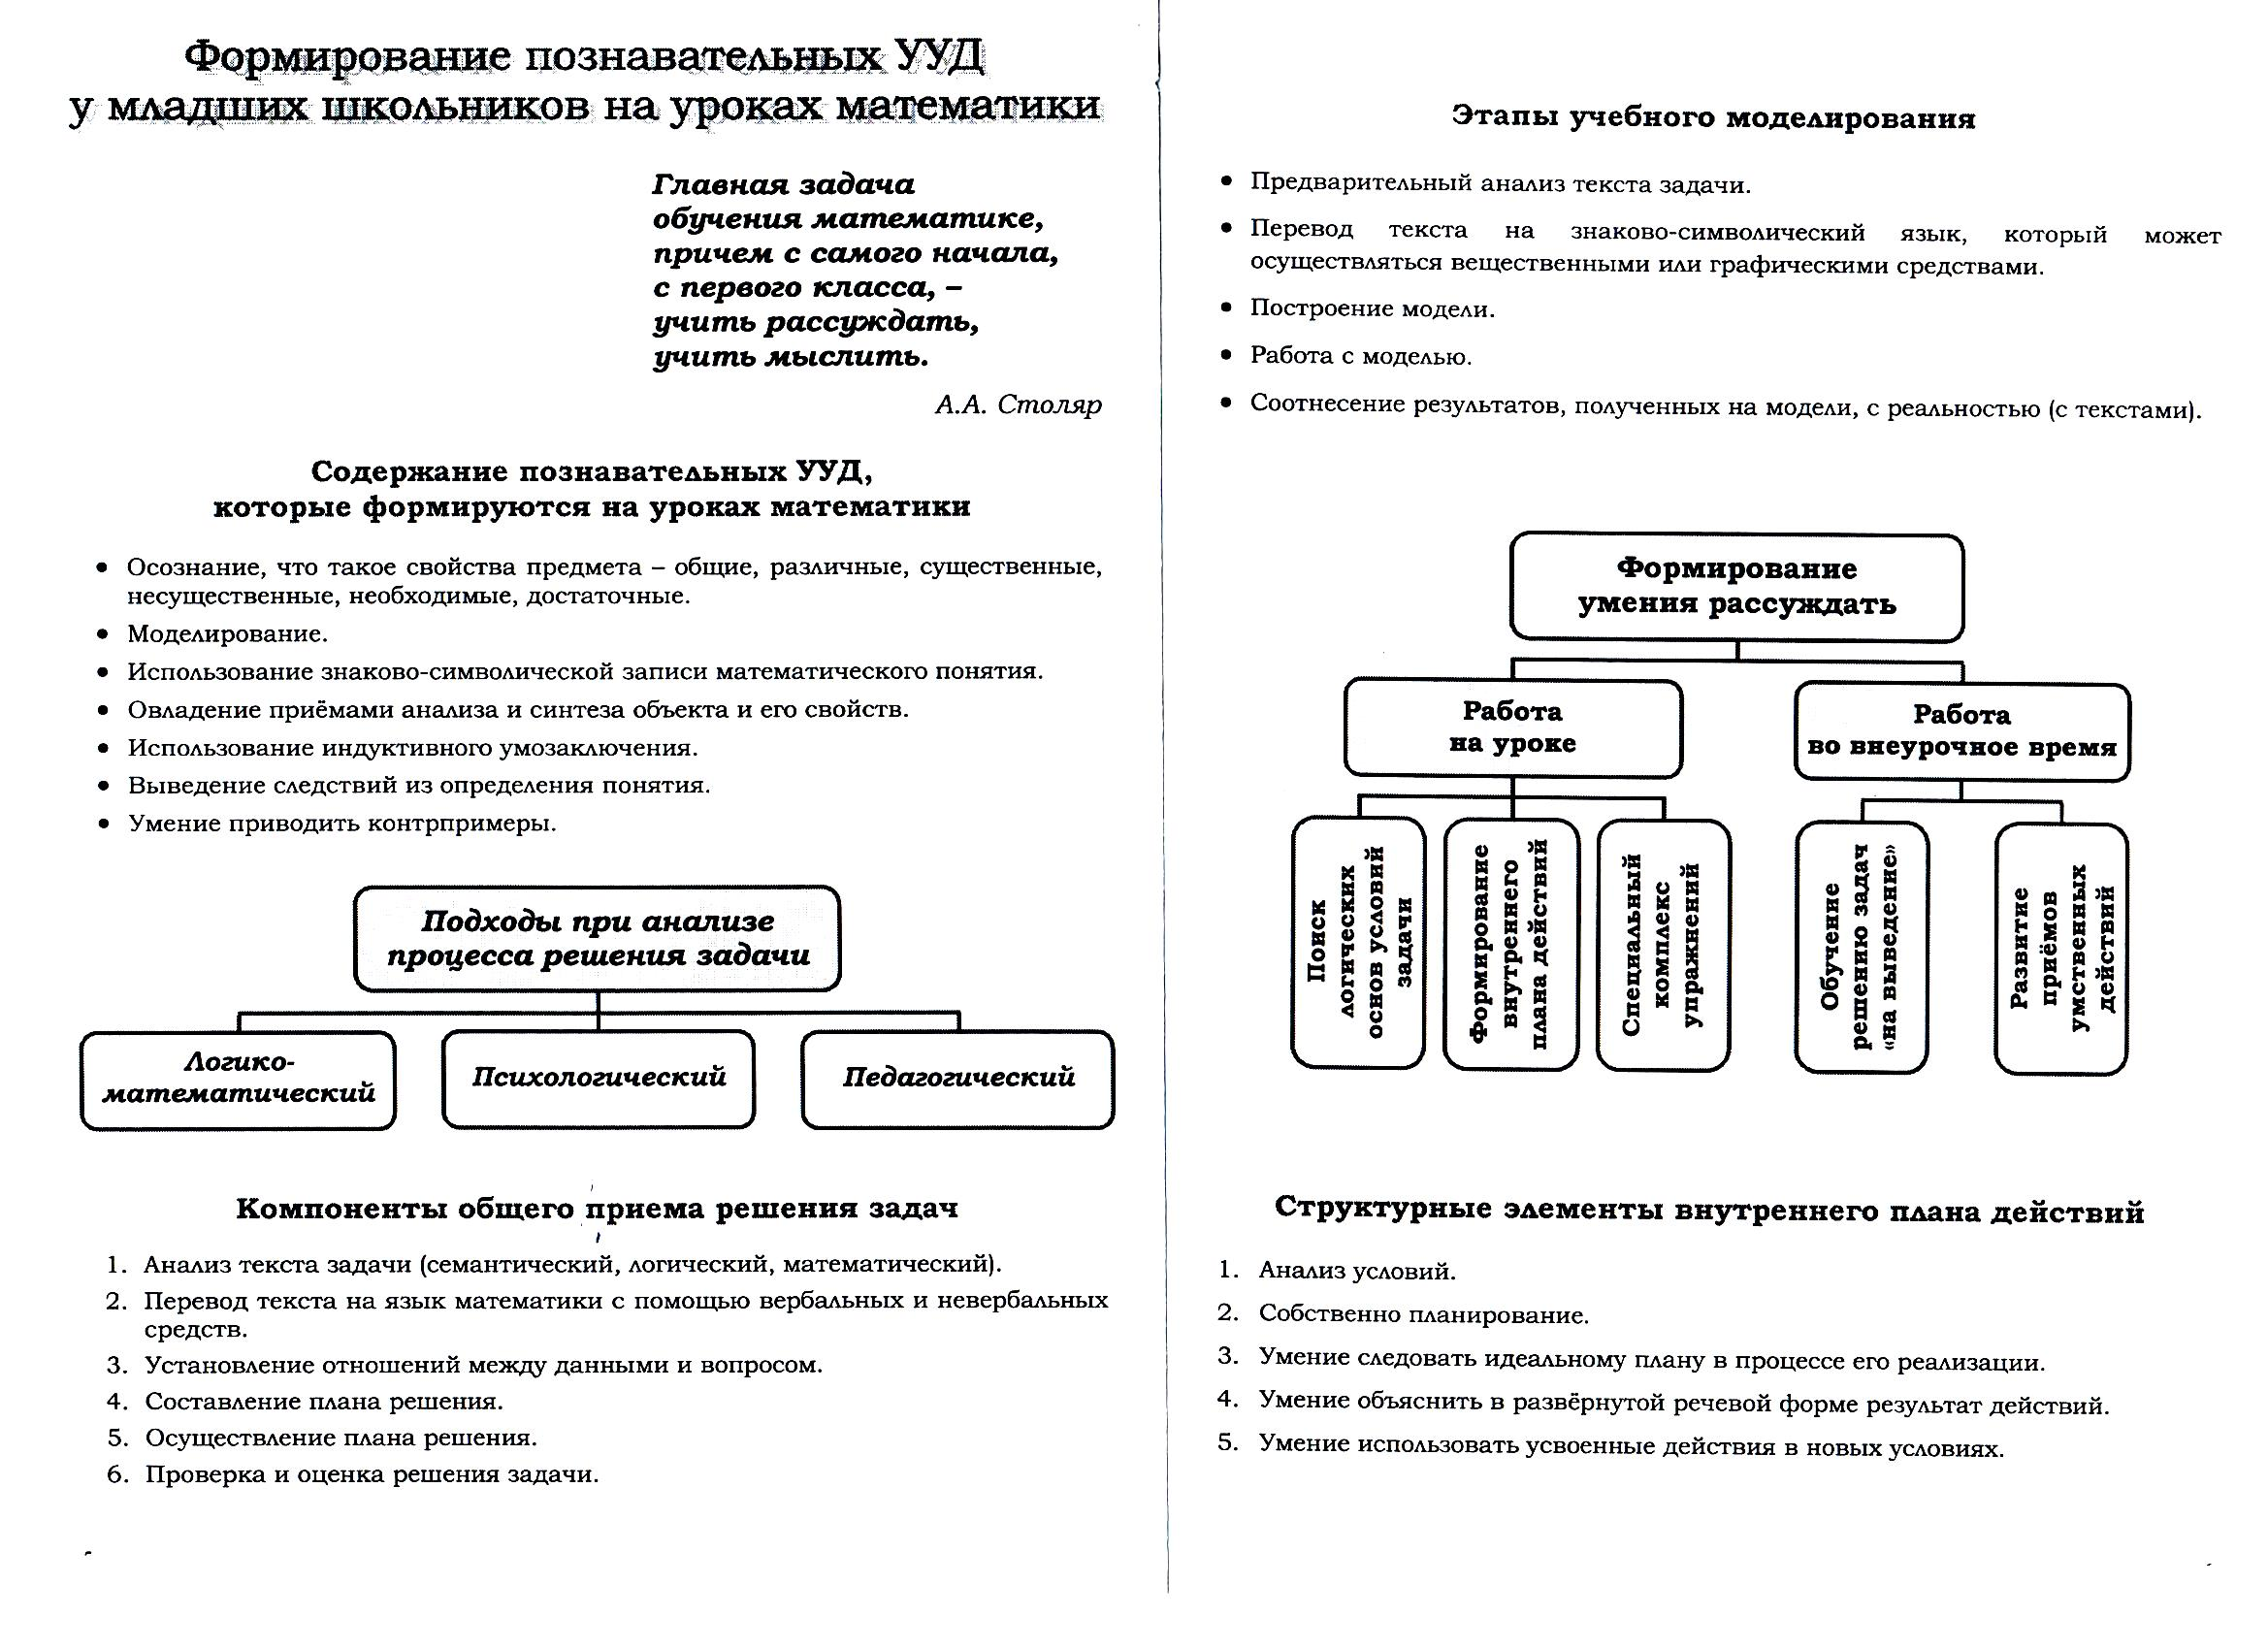 Формирование познавательных УУД
у младших школьников на уроках математики
Главная задача
обучения математике,
причем с самого начала,
с первого класса, –
учить рассуждать,
учить мыслить.
А.А. Столяр
Содержание познавательных УУД,
которые формируются на уроках математики
• Осознание, что такое свойства предмета – общие, различные, существенные,
несущественные, необходимые, достаточные.
• Моделирование.
• Использование знаково-символической записи математического понятия.
• Овладение приёмами анализа и синтеза объекта и его свойств.
• Использование индуктивного умозаключения.
• Выведение следствий из определения понятия.
• Умение приводить контрпримеры.
Подходы при анализе
процесса решения задачи
Логико-
математический
Психологический
Педагогический
Компоненты общего приема решения задач
1. Анализ текста задачи (семантический, логический, математический).
2. Перевод текста на язык математики с помощью вербальных и невербальных
средств.
3. Установление отношений между данными и вопросом.
4. Составление плана решения.
5. Осуществление плана решения.
6. Проверка и оценка решения задачи.
Этапы учебного моделирования
• Предварительный анализ текста задачи.
• Перевод текста на знаково-символический язык, который может
осуществляться вещественными или графическими средствами.
• Построение модели.
• Работа с моделью.
• Соотнесение результатов, полученных на модели, с реальностью (с текстами).
Формирование
умения рассуждать
Работа
на уроке
Работа
во внеурочное время
Поиск
логических
основ условий
задачи
Формирование
внутреннего
плана действий
Специальный
комплекс
упражнений
Обучение
решению задач
«на выведение»
Развитие
приёмов
умственных
действий
Структурные элементы внутреннего плана действий
1. Анализ условий.
2. Собственно планирование.
3. Умение следовать идеальному плану в процессе его реализации.
4. Умение объяснить в развёрнутой речевой форме результат действий.
5. Умение использовать усвоенные действия в новых условиях.